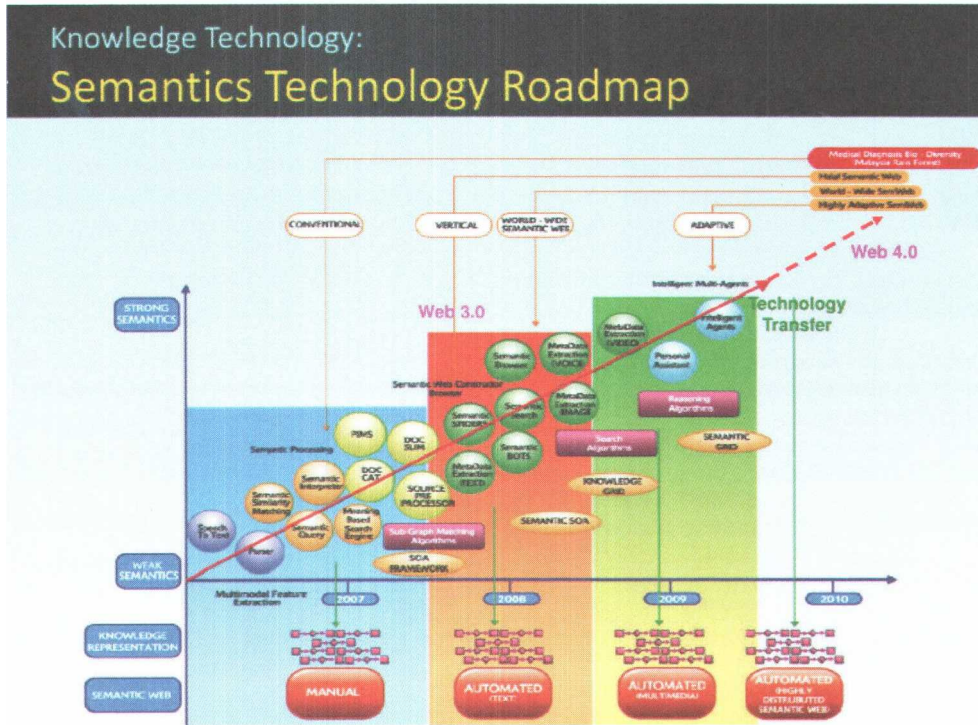 Knowledge Technology:
Semantics Technology Roadmap
Medical Diagnosis Bio - Diversity
(Malaysia Rain Forest)
Halal Semantic Web
World - Wide SemWeb
Highly Adaptive SemWeb
CONVENTIONAL
VERTICAL
WORLD - WIDE
SEMANTIC WEB
ADAPTIVE
Web 4.0
Intelligent Multi-Agents
STRONG
SEMANTICS
Web 3.0
Technology
Transfer
MetaData
Extraction
(VIDEO)
Intelligent
Agents
Semantic
Browser
MetaData
Extraction
(VOICE)
Personal
Assistant
Semantic Web Constructor
Browser
Semantic
SPIDERS
Semantic
Search
MetaData
Extraction
IMAGE
Reasoning
Algorithms
PIMS
DOC
SUM
Semantic Processing
Semantic
BOTS
Search
Algorithms
SEMANTIC
GRID
Semantic
Interpreter
DOC
CAT
MetaData
Extraction
(TEXT)
SOURCE
PRE
PROCESSOR
KNOWLEDGE
GRID
Semantic
Similarity
Matching
Meaning
Based
Search
Engine
Speech
To Text
Semantic
Query
SEMANTIC SOA
Sub-Graph Matching
Algorithms
Parser
SOA
FRAMEWORK
WEAK
SEMANTICS
Multimodal Feature
Extraction
2007
2008
2009
2010
KNOWLEDGE
REPRESENTATION
SEMANTIC WEB
MANUAL
AUTOMATED
(TEXT)
AUTOMATED
(MULTIMEDIA)
AUTOMATED
(HIGHLY
DISTRIBUTED
SEMANTIC WEB)